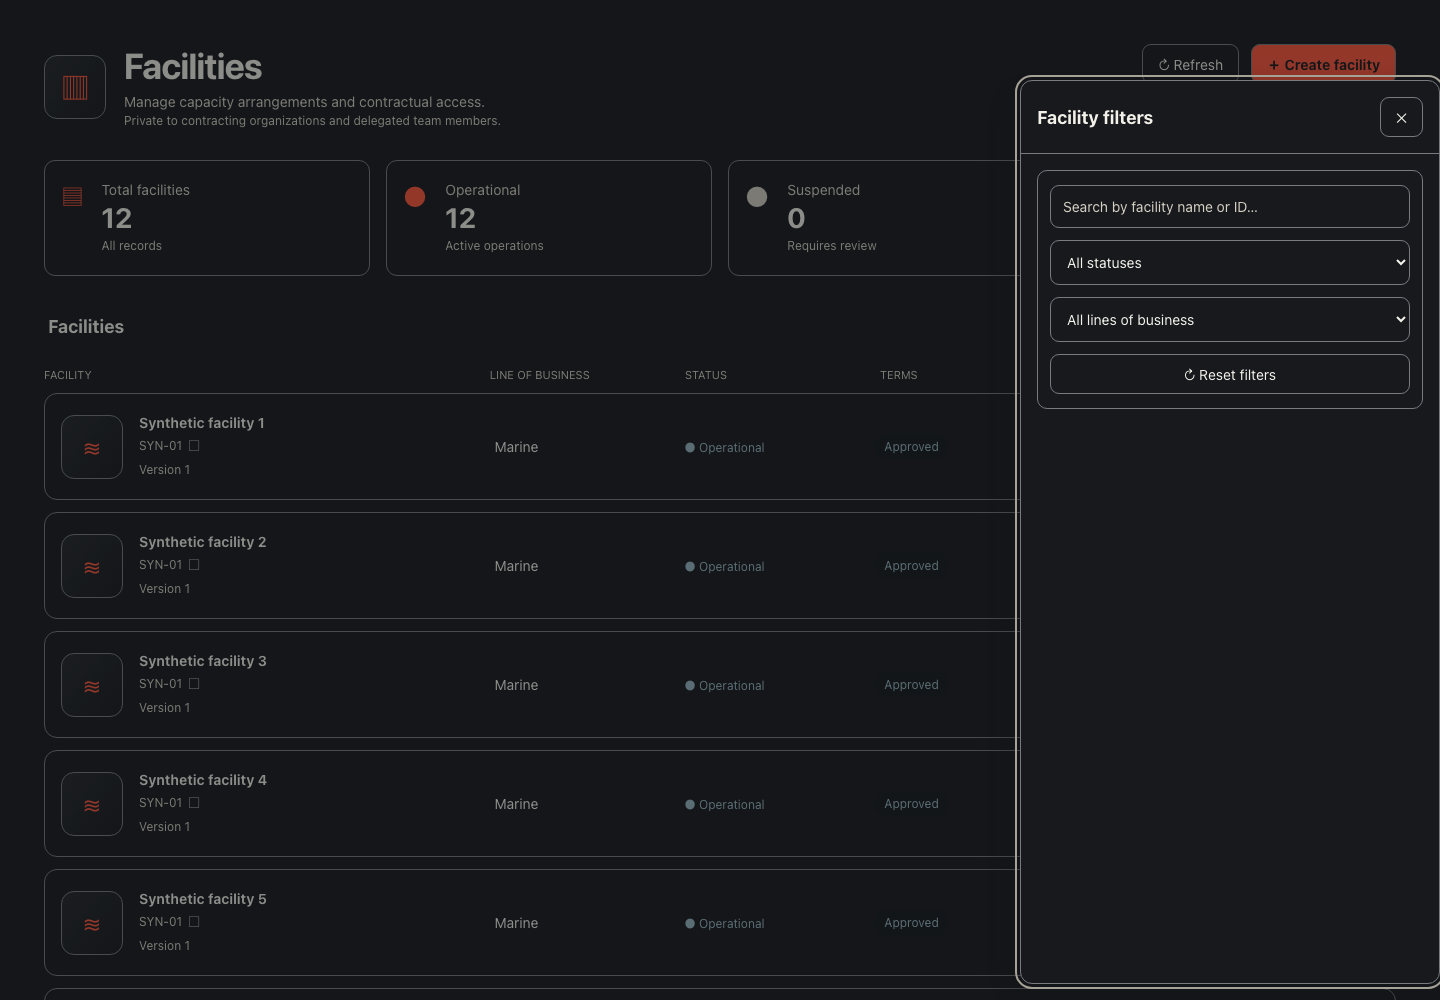 Facilities
Manage capacity arrangements and contractual access.
Private to contracting organizations and delegated team members.
↻ Refresh
+ Create facility
Total facilities
12
All records
Operational
12
Active operations
Suspended
0
Requires review
Facilities
FACILITY LINE OF BUSINESS STATUS TERMS
Synthetic facility 1
SYN-01
Version 1
Marine
Operational
Approved
Synthetic facility 2
SYN-01
Version 1
Marine
Operational
Approved
Synthetic facility 3
SYN-01
Version 1
Marine
Operational
Approved
Synthetic facility 4
SYN-01
Version 1
Marine
Operational
Approved
Synthetic facility 5
SYN-01
Version 1
Marine
Operational
Approved
Facility filters
×
Search by facility name or ID...
All statuses
All lines of business
↻ Reset filters